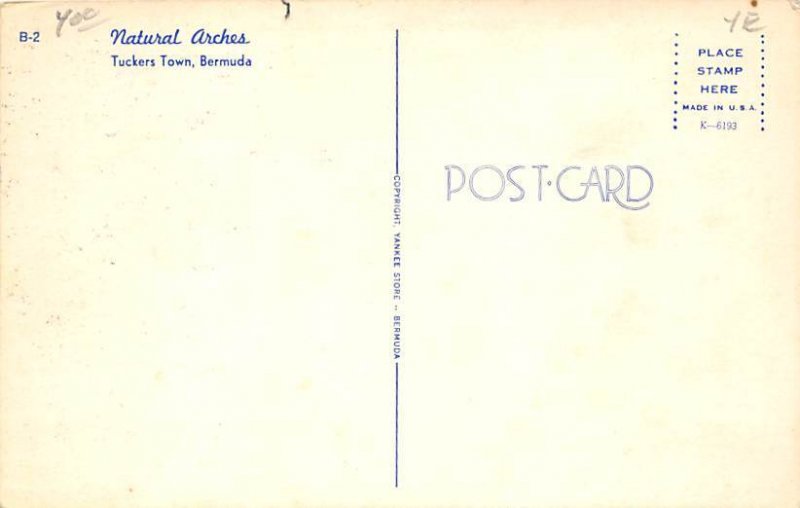 B-2
Natural Arches
Tuckers Town, Bermuda
COPYRIGHT, YANKEE STORE – BERMUDA
PLACE
STAMP
HERE
MADE IN U.S.A.
K—6193
POST·CARD